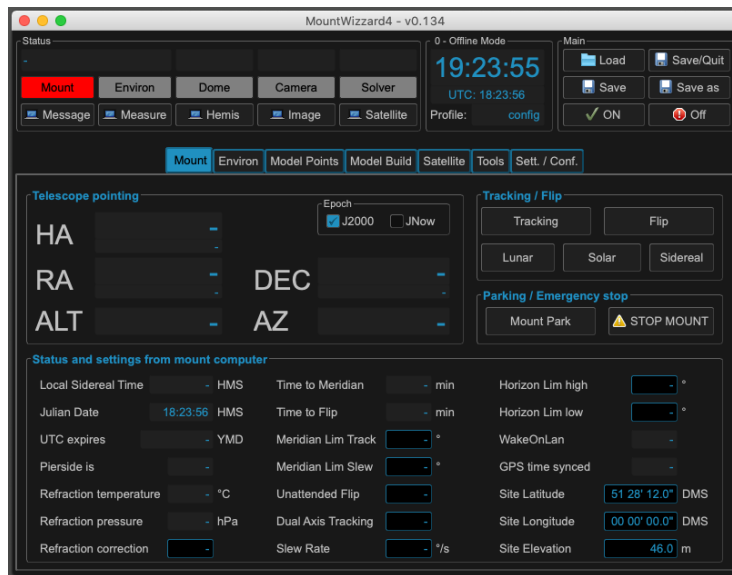 MountWizzard4 - v0.134
Status
-
Mount Environ Dome Camera Solver
Message Measure Hemis Image Satellite
0 - Offline Mode
19:23:55
UTC: 18:23:56
Profile: config
Main
Load Save/Quit
Save Save as
ON Off
Mount Environ Model Points Model Build Satellite Tools Sett. / Conf.
Telescope pointing
Epoch
J2000 JNow
HA -
-
RA - DEC -
- -
ALT - AZ -
Tracking / Flip
Tracking Flip
Lunar Solar Sidereal
Parking / Emergency stop
Mount Park STOP MOUNT
Status and settings from mount computer
Local Sidereal Time - HMS Time to Meridian - min Horizon Lim high - °
Julian Date 18:23:56 HMS Time to Flip - min Horizon Lim low - °
UTC expires - YMD Meridian Lim Track - ° WakeOnLan -
Pierside is - Meridian Lim Slew - ° GPS time synced -
Refraction temperature - °C Unattended Flip - Site Latitude 51 28' 12.0" DMS
Refraction pressure - hPa Dual Axis Tracking - Site Longitude 00 00' 00.0" DMS
Refraction correction - Slew Rate - °/s Site Elevation 46.0 m